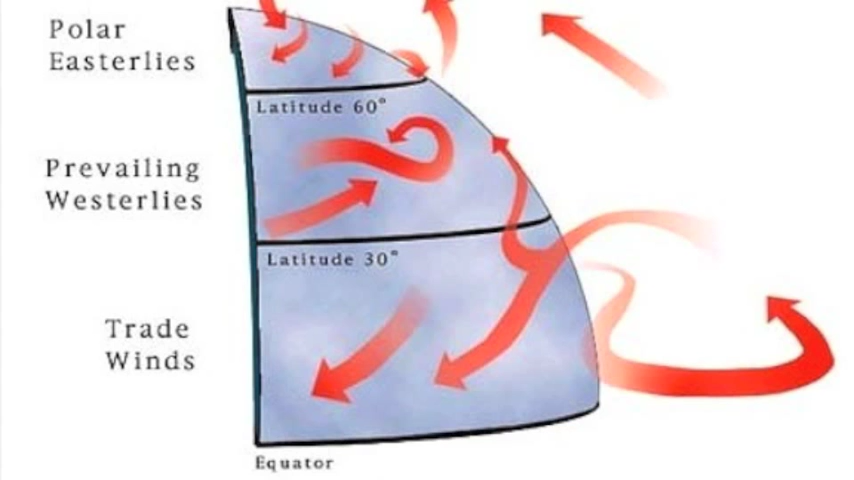 Polar
Easterlies
Latitude 60°
Prevailing
Westerlies
Latitude 30°
Trade
Winds
Equator